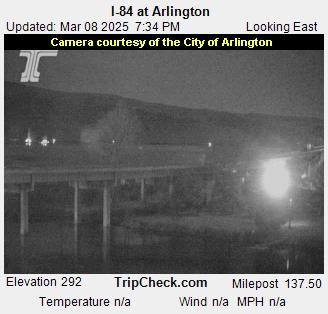 I-84 at Arlington
Updated: Mar 08 2025 7:34 PM Looking East
Camera courtesy of the City of Arlington
Elevation 292 TripCheck.com Milepost 137.50
Temperature n/a Wind n/a MPH n/a